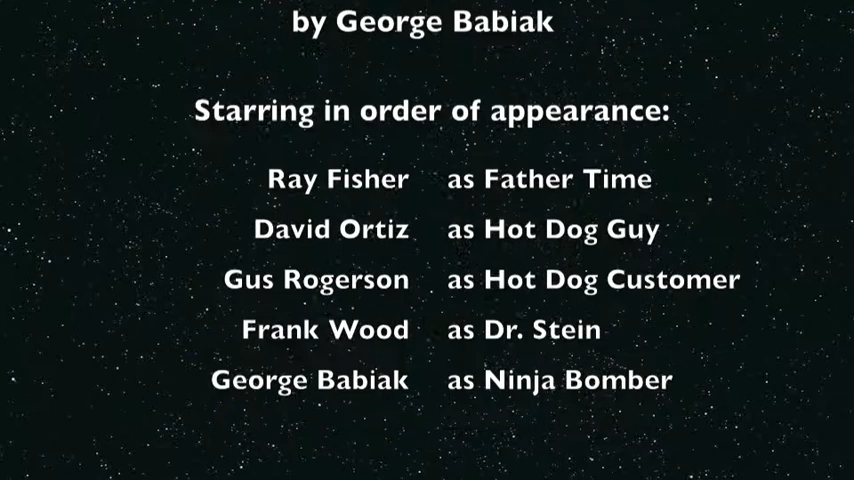 by George Babiak
Starring in order of appearance:
Ray Fisher as Father Time
David Ortiz as Hot Dog Guy
Gus Rogerson as Hot Dog Customer
Frank Wood as Dr. Stein
George Babiak as Ninja Bomber